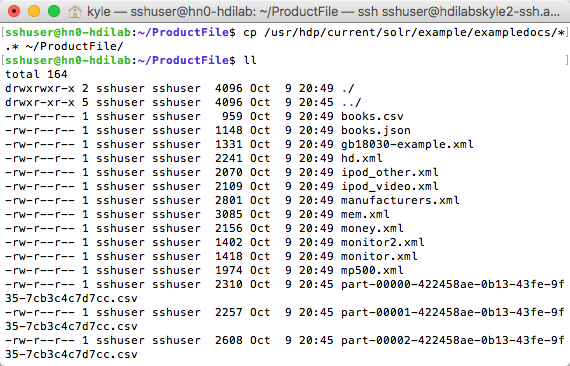 kyle — sshuser@hn0-hdilab: ~/ProductFile — ssh sshuser@hdilabskyle2-ssh.a...
[sshuser@hn0-hdilab:~/ProductFile$ cp /usr/hdp/current/solr/example/exampledocs/*]
[.* ~/ProductFile/
[sshuser@hn0-hdilab:~/ProductFile$ ll ]
total 164
drwxrwxr-x 2 sshuser sshuser 4096 Oct 9 20:49 ./
drwxr-xr-x 5 sshuser sshuser 4096 Oct 9 20:45 ../
-rw-r--r-- 1 sshuser sshuser 959 Oct 9 20:49 books.csv
-rw-r--r-- 1 sshuser sshuser 1148 Oct 9 20:49 books.json
-rw-r--r-- 1 sshuser sshuser 1331 Oct 9 20:49 gb18030-example.xml
-rw-r--r-- 1 sshuser sshuser 2241 Oct 9 20:49 hd.xml
-rw-r--r-- 1 sshuser sshuser 2070 Oct 9 20:49 ipod_other.xml
-rw-r--r-- 1 sshuser sshuser 2109 Oct 9 20:49 ipod_video.xml
-rw-r--r-- 1 sshuser sshuser 2801 Oct 9 20:49 manufacturers.xml
-rw-r--r-- 1 sshuser sshuser 3085 Oct 9 20:49 mem.xml
-rw-r--r-- 1 sshuser sshuser 2156 Oct 9 20:49 money.xml
-rw-r--r-- 1 sshuser sshuser 1402 Oct 9 20:49 monitor2.xml
-rw-r--r-- 1 sshuser sshuser 1418 Oct 9 20:49 monitor.xml
-rw-r--r-- 1 sshuser sshuser 1974 Oct 9 20:49 mp500.xml
-rw-r--r-- 1 sshuser sshuser 2310 Oct 9 20:45 part-00000-422458ae-0b13-43fe-9f
35-7cb3c4c7d7cc.csv
-rw-r--r-- 1 sshuser sshuser 2257 Oct 9 20:45 part-00001-422458ae-0b13-43fe-9f
35-7cb3c4c7d7cc.csv
-rw-r--r-- 1 sshuser sshuser 2608 Oct 9 20:45 part-00002-422458ae-0b13-43fe-9f
35-7cb3c4c7d7cc.csv